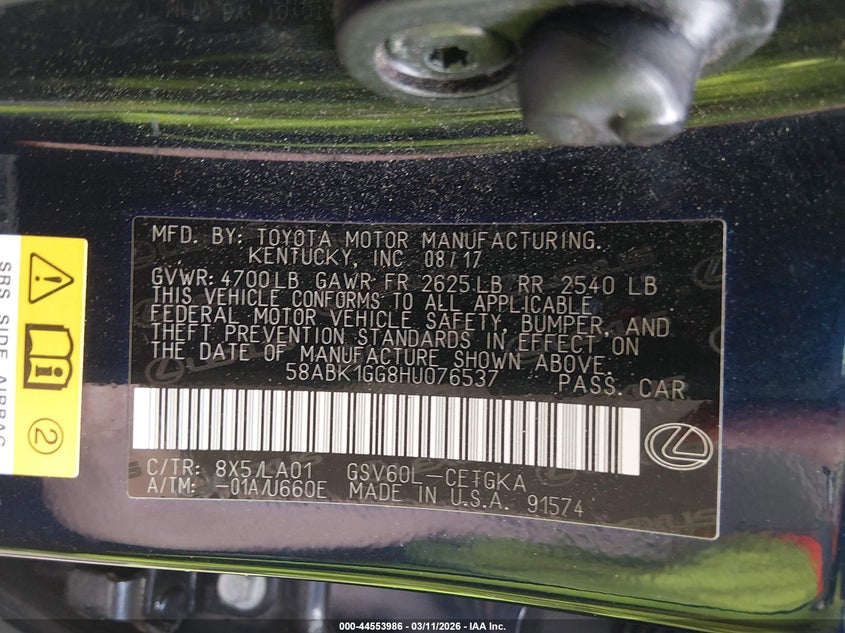 MFD. BY: TOYOTA MOTOR MANUFACTURING.
KENTUCKY, INC 08/17
GVWR: 4700LB GAWR FR 2625LB RR 2540 LB
THIS VEHICLE CONFORMS TO ALL APPLICABLE
FEDERAL MOTOR VEHICLE SAFETY, BUMPER, AND
THEFT PREVENTION STANDARDS IN EFFECT ON
THE DATE OF MANUFACTURE SHOWN ABOVE.
58ABK1GG8HU076537 PASS. CAR
C/TR: 8X5/LA01 GSV60L-CETGKA
A/TM: -01A/U660E MADE IN U.S.A. 91574
SRS SIDE AIRBAG
2
000-44553986 - 03/11/2026 - IAA Inc.